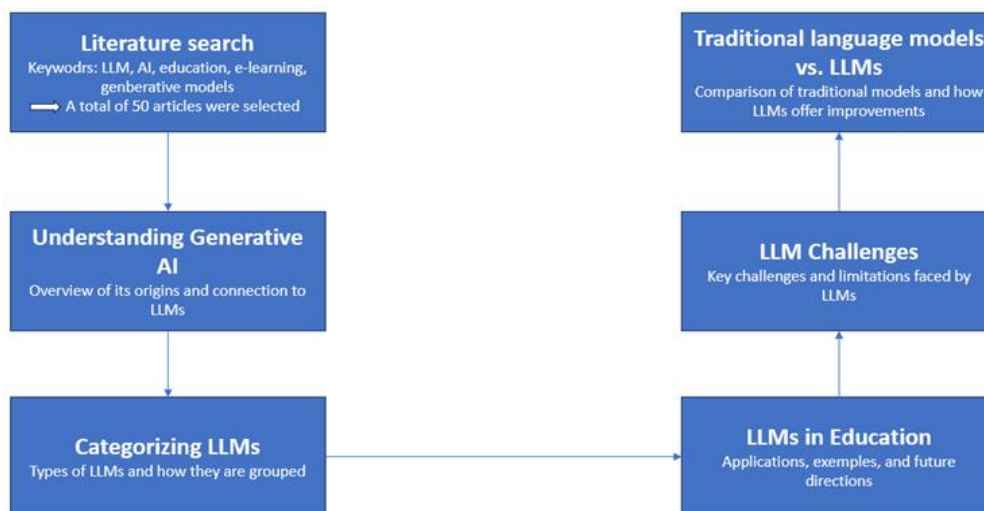 Literature search
Keywodrs: LLM, AI, education, e-learning,
genberative models
A total of 50 articles were selected
Understanding Generative
AI
Overview of its origins and connection to
LLMs
Categorizing LLMs
Types of LLMs and how they are grouped
LLMs in Education
Applications, exemples, and future
directions
LLM Challenges
Key challenges and limitations faced by
LLMs
Traditional language models
vs. LLMs
Comparison of traditional models and how
LLMs offer improvements